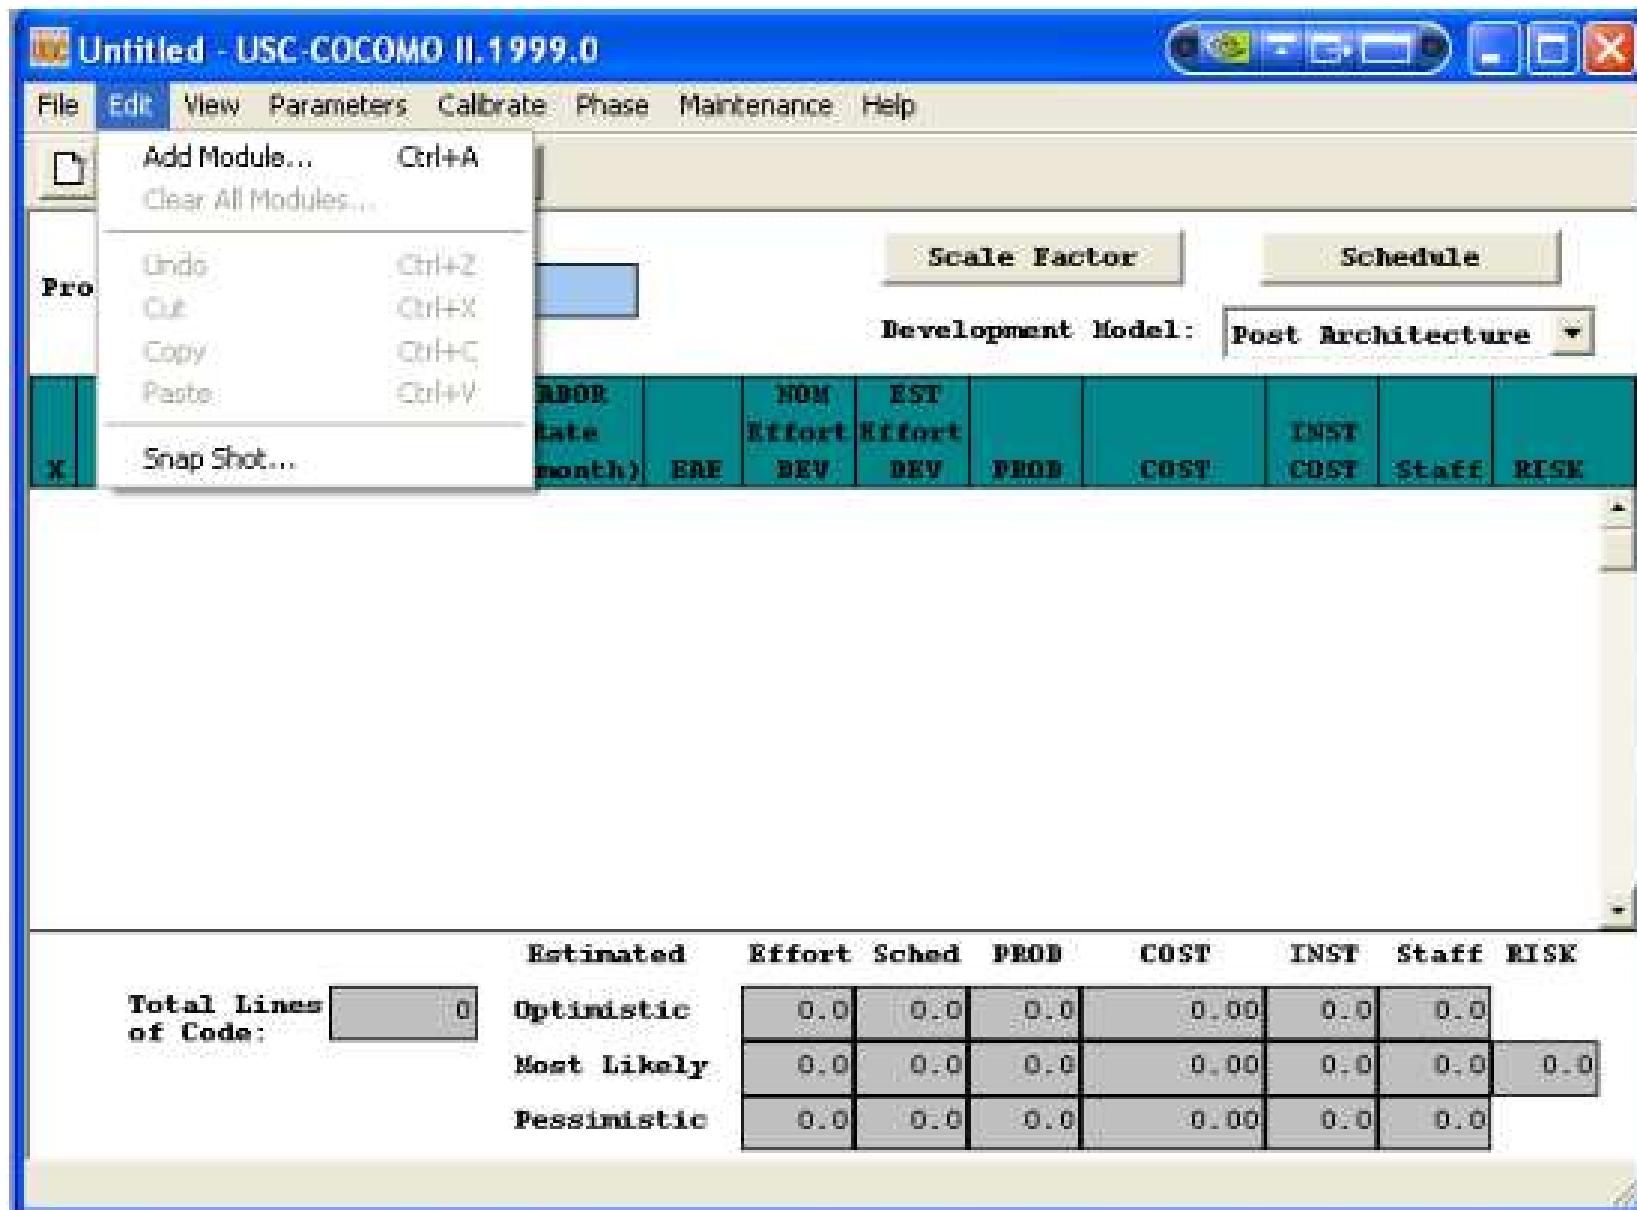 Untitled - USC-COCOMO II.1999.0
File Edit View Parameters Calibrate Phase Maintenance Help
Add Module... Ctrl+A
Clear All Modules...
Undo Ctrl+Z
Cut Ctrl+X
Copy Ctrl+C
Paste Ctrl+V
Snap Shot...
Scale Factor Schedule
Pro
Development Model: Post Architecture
X ABOR ate month) EAF NOM Effort DEV EST Effort DEV PROD COST INST COST Staff RISK
Estimated Effort Sched PROD COST INST Staff RISK
Total Lines of Code: 0
Optimistic 0.0 0.0 0.0 0.00 0.0 0.0
Most Likely 0.0 0.0 0.0 0.00 0.0 0.0 0.0
Pessimistic 0.0 0.0 0.0 0.00 0.0 0.0